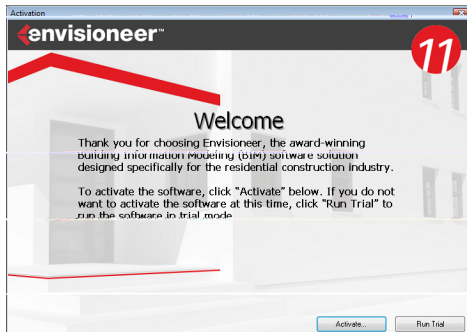 Activation
envisioneer™
11
Welcome
Thank you for choosing Envisioneer, the award-winning
Building Information Modeling (BIM) software solution
designed specifically for the residential construction industry.
To activate the software, click "Activate" below. If you do not
want to activate the software at this time, click "Run Trial" to
run the software in trial mode.
Activate...
Run Trial